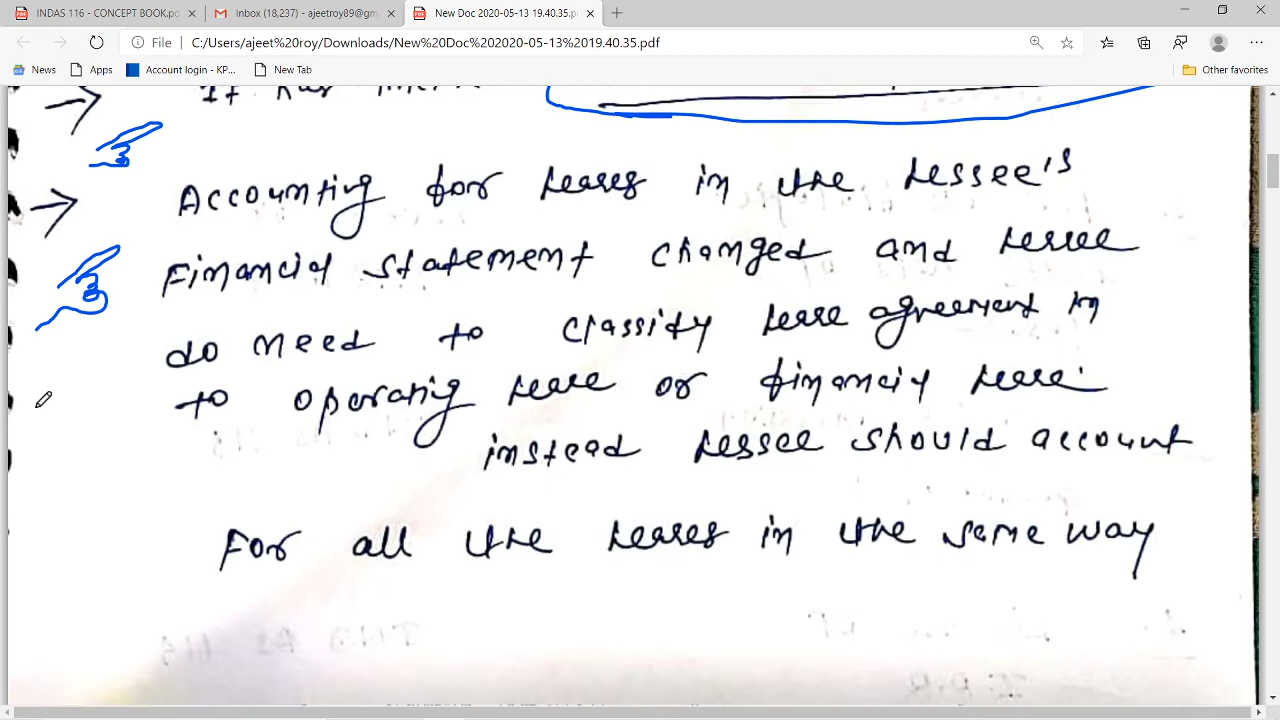 INDAS 116 - CONCEPT BOOK.pd
Inbox (18,237) - ajeetroy89@gm
New Doc 2020-05-13 19.40.35.p
File | C:/Users/ajeet%20roy/Downloads/New%20Doc%202020-05-13%2019.40.35.pdf
News Apps Account login - KP... New Tab Other favorites
It has
Accounting for leases in the Lessee's
Financial statement changed and lessee
do need to classify lease agreement in
to operating lease or financial lease.
instead Lessee should account
For all the leases in the same way